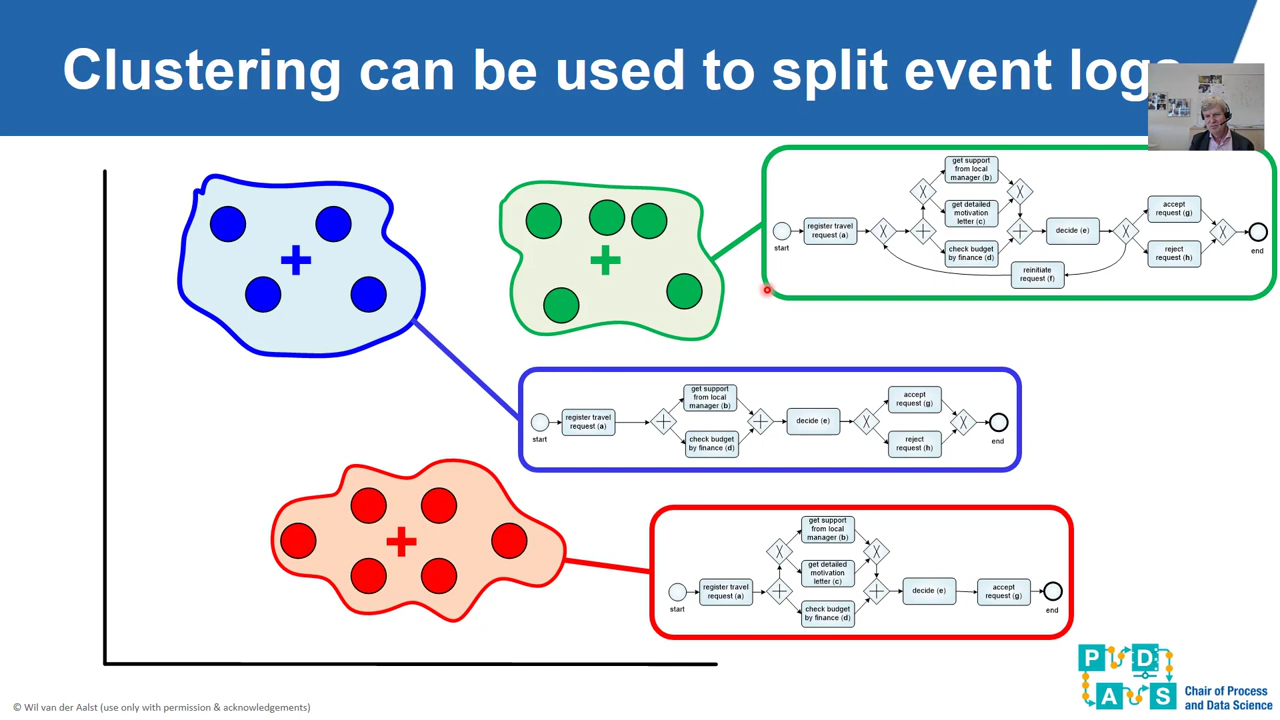 Clustering can be used to split event logs
get support
from local
manager (b)
get detailed
motivation
letter (c)
check budget
by finance (d)
start
register travel
request (a)
decide (e)
reinitiate
request (f)
accept
request (g)
reject
request (h)
end
start
register travel
request (a)
get support
from local
manager (b)
check budget
by finance (d)
decide (e)
accept
request (g)
reject
request (h)
end
start
register travel
request (a)
get support
from local
manager (b)
get detailed
motivation
letter (c)
check budget
by finance (d)
decide (e)
accept
request (g)
end
P D
A S
Chair of Process
and Data Science
© Wil van der Aalst (use only with permission & acknowledgements)